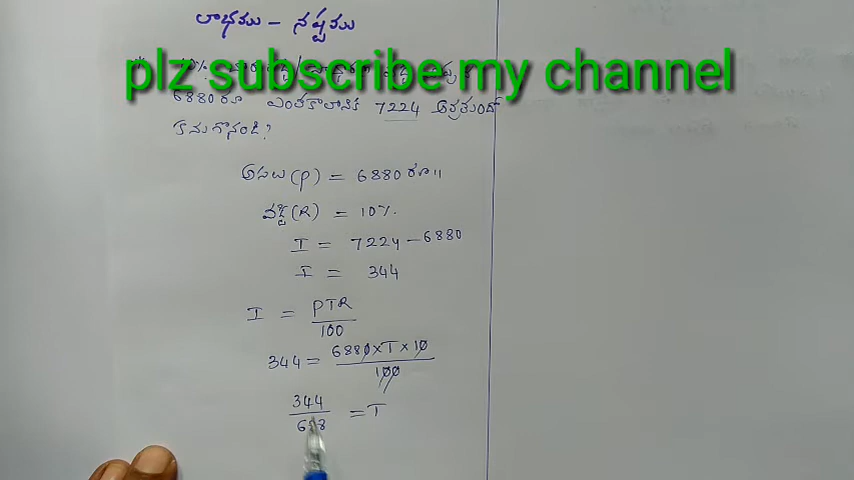 లాభము - నష్టము
plz subscribe my channel
6880 రూ ఎంతకాలానికి 7224 అవుతుందో
కనుగొనండి?
అసలు (P) = 6880 రూ॥
వడ్డీ (R) = 10%.
I = 7224 - 6880
I = 344
I = PTR
100
344 = 6880 × T × 10
100
344 = T
688